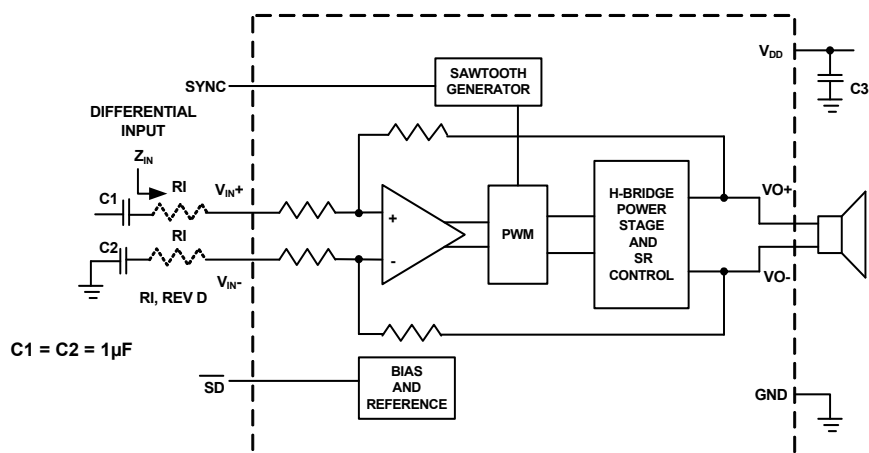 V_DD
C3
SYNC
SAWTOOTH
GENERATOR
DIFFERENTIAL
INPUT
Z_IN
C1
RI
V_IN+
+
-
PWM
H-BRIDGE
POWER
STAGE
AND
SR
CONTROL
VO+
VO-
C2
RI
V_IN-
RI, REV D
C1 = C2 = 1µF
SD
BIAS
AND
REFERENCE
GND